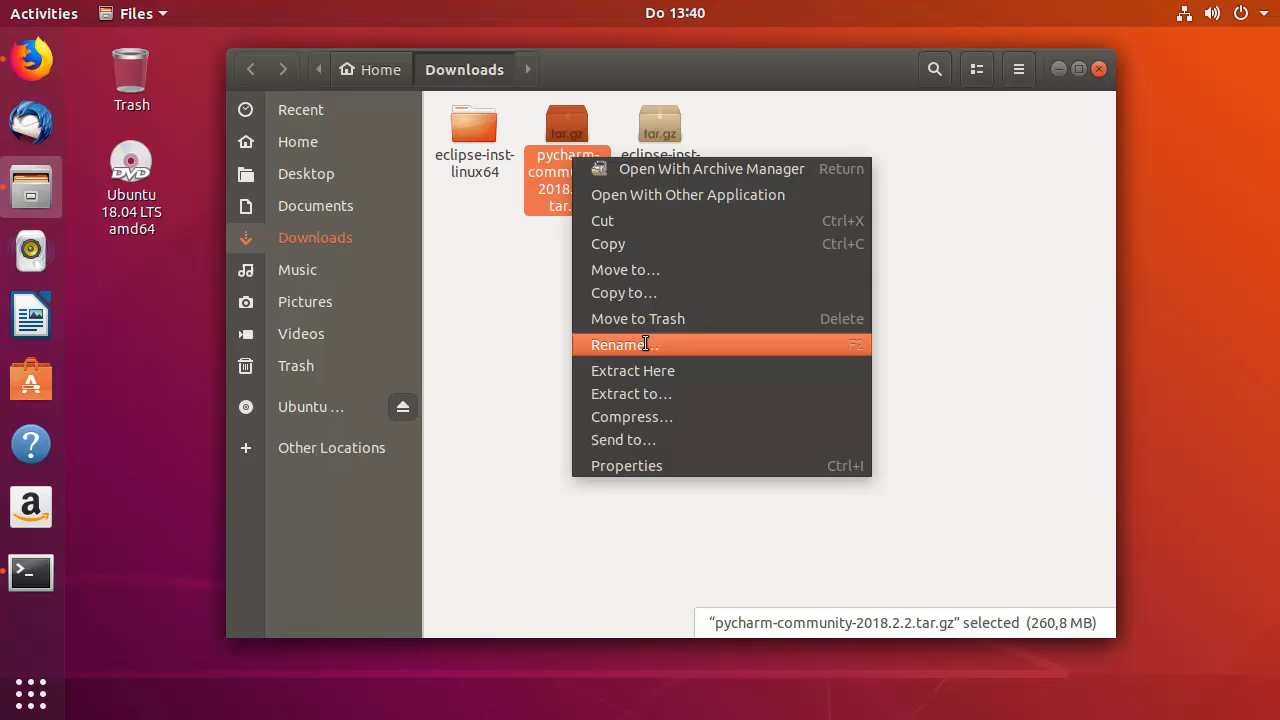 Activities
Files
Do 13:40
Trash
Ubuntu
18.04 LTS
amd64
Home
Downloads
Recent
Home
Desktop
Documents
Downloads
Music
Pictures
Videos
Trash
Ubuntu …
Other Locations
eclipse-inst-
linux64
tar.gz
pycharm-
2018.
tar.
tar.gz
eclipse-inst-
Open With Archive Manager Return
Open With Other Application
Cut Ctrl+X
Copy Ctrl+C
Move to…
Copy to…
Move to Trash Delete
Rename… F2
Extract Here
Extract to…
Compress…
Send to…
Properties Ctrl+I
“pycharm-community-2018.2.2.tar.gz” selected (260,8 MB)